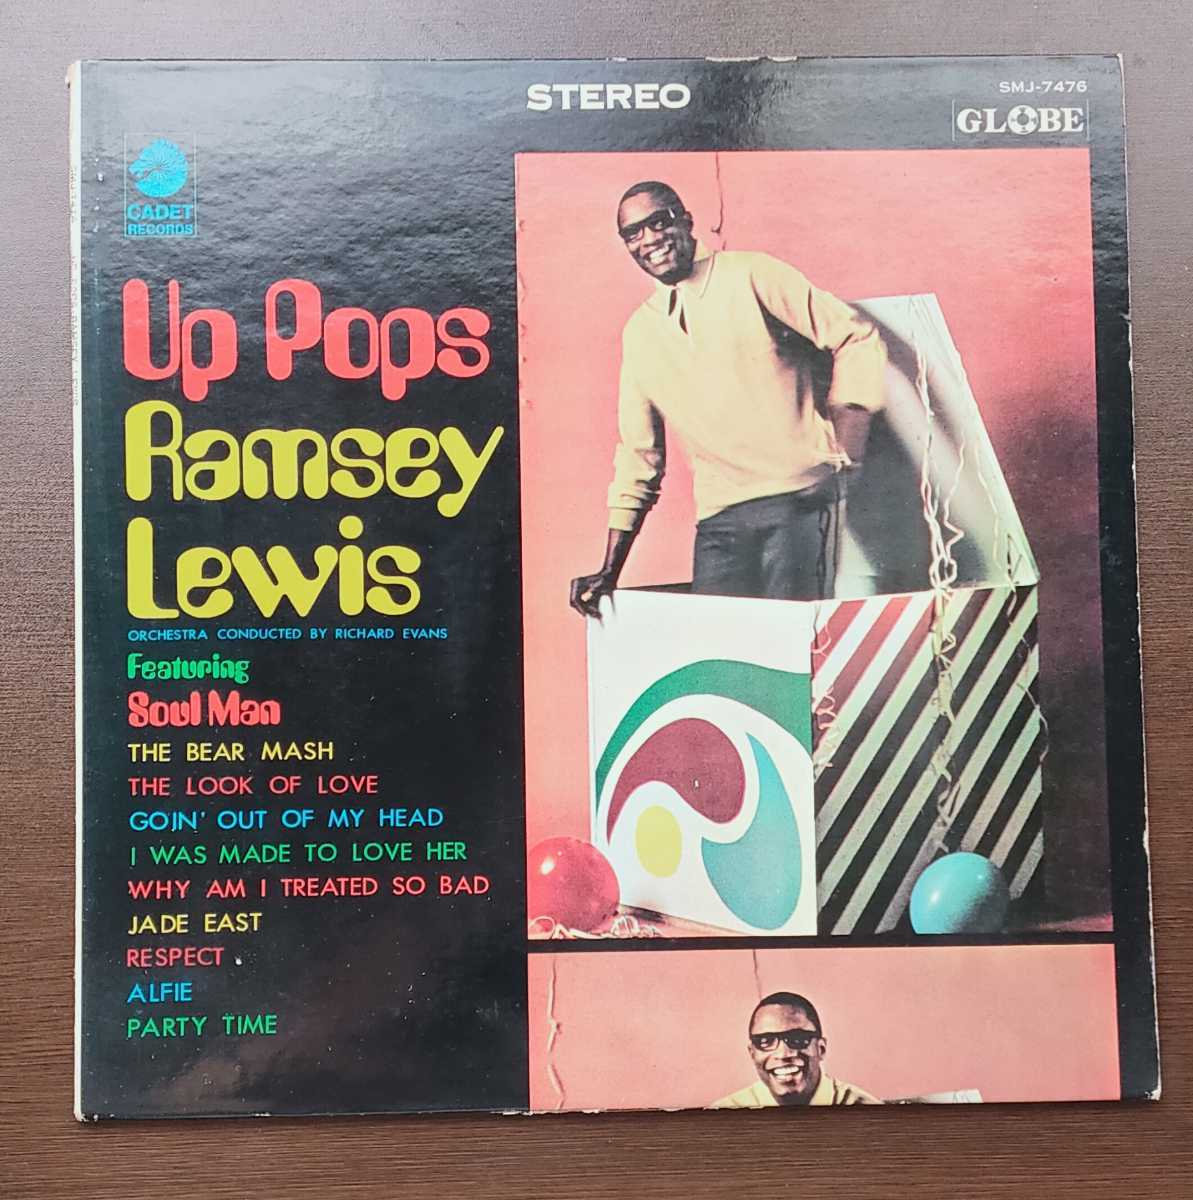 STEREO
SMJ-7476
GLOBE
CADET
RECORDS
Up Pops
Ramsey
Lewis
ORCHESTRA CONDUCTED BY RICHARD EVANS
Featuring
Soul Man
THE BEAR MASH
THE LOOK OF LOVE
GOIN' OUT OF MY HEAD
I WAS MADE TO LOVE HER
WHY AM I TREATED SO BAD
JADE EAST
RESPECT
ALFIE
PARTY TIME